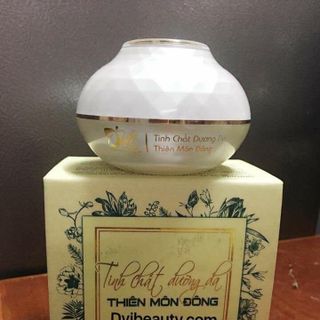 Tinh Chất Dưỡng Da
Thiên Môn Đông
Tinh chất dưỡng da
THIÊN MÔN ĐÔNG
Dvibeauty.com